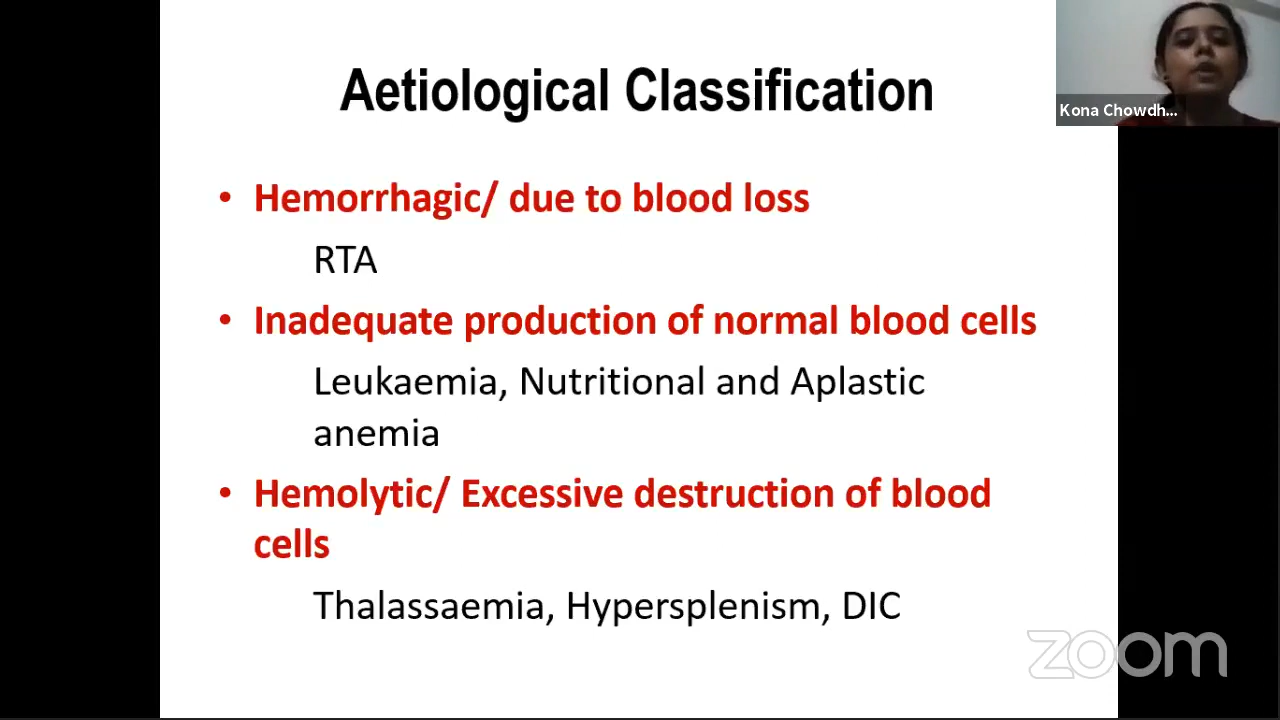 Aetiological Classification
Kona Chowdh...
• Hemorrhagic/ due to blood loss
RTA
• Inadequate production of normal blood cells
Leukaemia, Nutritional and Aplastic
anemia
• Hemolytic/ Excessive destruction of blood
cells
Thalassaemia, Hypersplenism, DIC
zoom